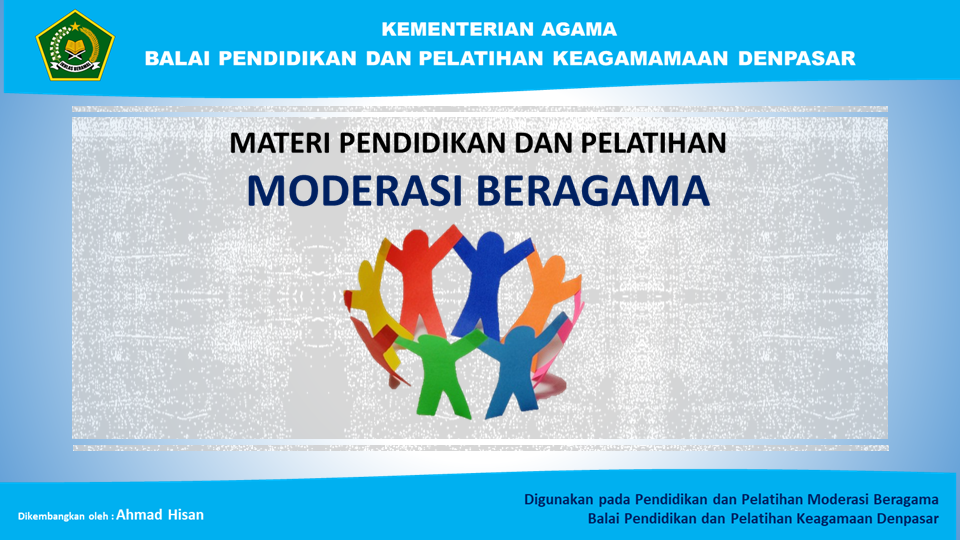 KEMENTERIAN AGAMA
BALAI PENDIDIKAN DAN PELATIHAN KEAGAMAMAAN DENPASAR
MATERI PENDIDIKAN DAN PELATIHAN
MODERASI BERAGAMA
Dikembangkan oleh : Ahmad Hisan
Digunakan pada Pendidikan dan Pelatihan Moderasi Beragama
Balai Pendidikan dan Pelatihan Keagamaan Denpasar